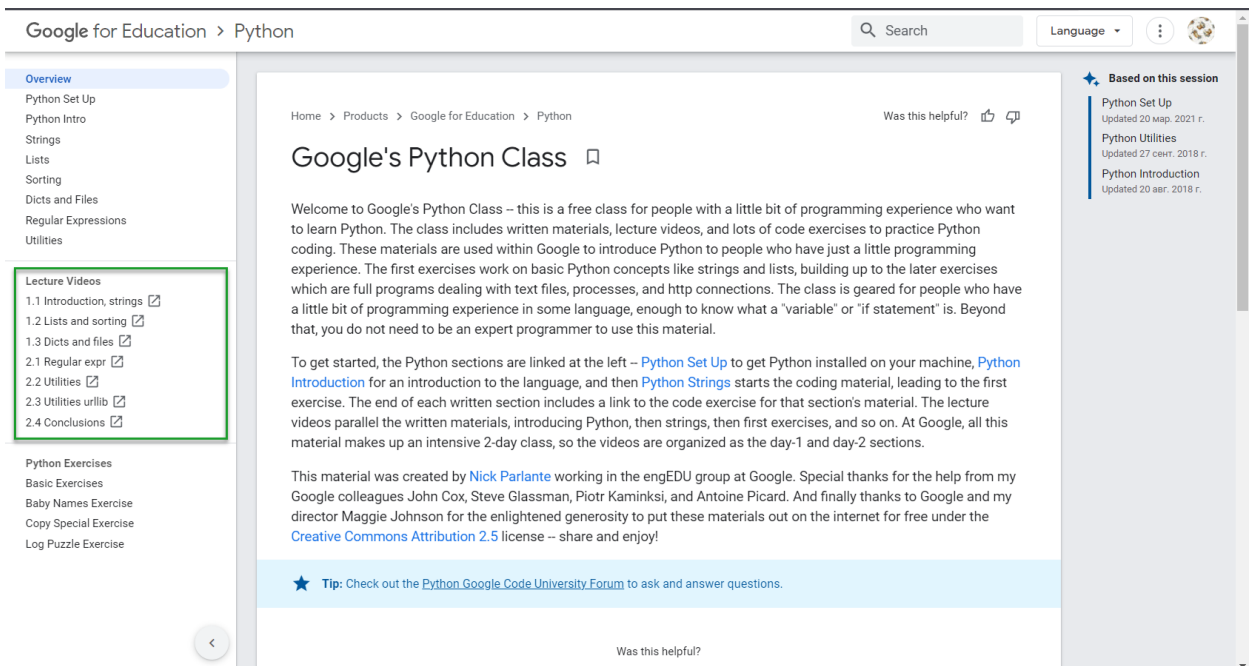 Google for Education > Python
Search
Language
Overview
Python Set Up
Python Intro
Strings
Lists
Sorting
Dicts and Files
Regular Expressions
Utilities
Lecture Videos
1.1 Introduction, strings
1.2 Lists and sorting
1.3 Dicts and files
2.1 Regular expr
2.2 Utilities
2.3 Utilities urllib
2.4 Conclusions
Python Exercises
Basic Exercises
Baby Names Exercise
Copy Special Exercise
Log Puzzle Exercise
Home > Products > Google for Education > Python
Was this helpful?
Google's Python Class
Welcome to Google's Python Class -- this is a free class for people with a little bit of programming experience who want
to learn Python. The class includes written materials, lecture videos, and lots of code exercises to practice Python
coding. These materials are used within Google to introduce Python to people who have just a little programming
experience. The first exercises work on basic Python concepts like strings and lists, building up to the later exercises
which are full programs dealing with text files, processes, and http connections. The class is geared for people who have
a little bit of programming experience in some language, enough to know what a "variable" or "if statement" is. Beyond
that, you do not need to be an expert programmer to use this material.
To get started, the Python sections are linked at the left -- Python Set Up to get Python installed on your machine, Python
Introduction for an introduction to the language, and then Python Strings starts the coding material, leading to the first
exercise. The end of each written section includes a link to the code exercise for that section's material. The lecture
videos parallel the written materials, introducing Python, then strings, then first exercises, and so on. At Google, all this
material makes up an intensive 2-day class, so the videos are organized as the day-1 and day-2 sections.
This material was created by Nick Parlante working in the engEDU group at Google. Special thanks for the help from my
Google colleagues John Cox, Steve Glassman, Piotr Kaminksi, and Antoine Picard. And finally thanks to Google and my
director Maggie Johnson for the enlightened generosity to put these materials out on the internet for free under the
Creative Commons Attribution 2.5 license -- share and enjoy!
Tip: Check out the Python Google Code University Forum to ask and answer questions.
Was this helpful?
Based on this session
Python Set Up
Updated 20 мар. 2021 г.
Python Utilities
Updated 27 сент. 2018 г.
Python Introduction
Updated 20 авг. 2018 г.